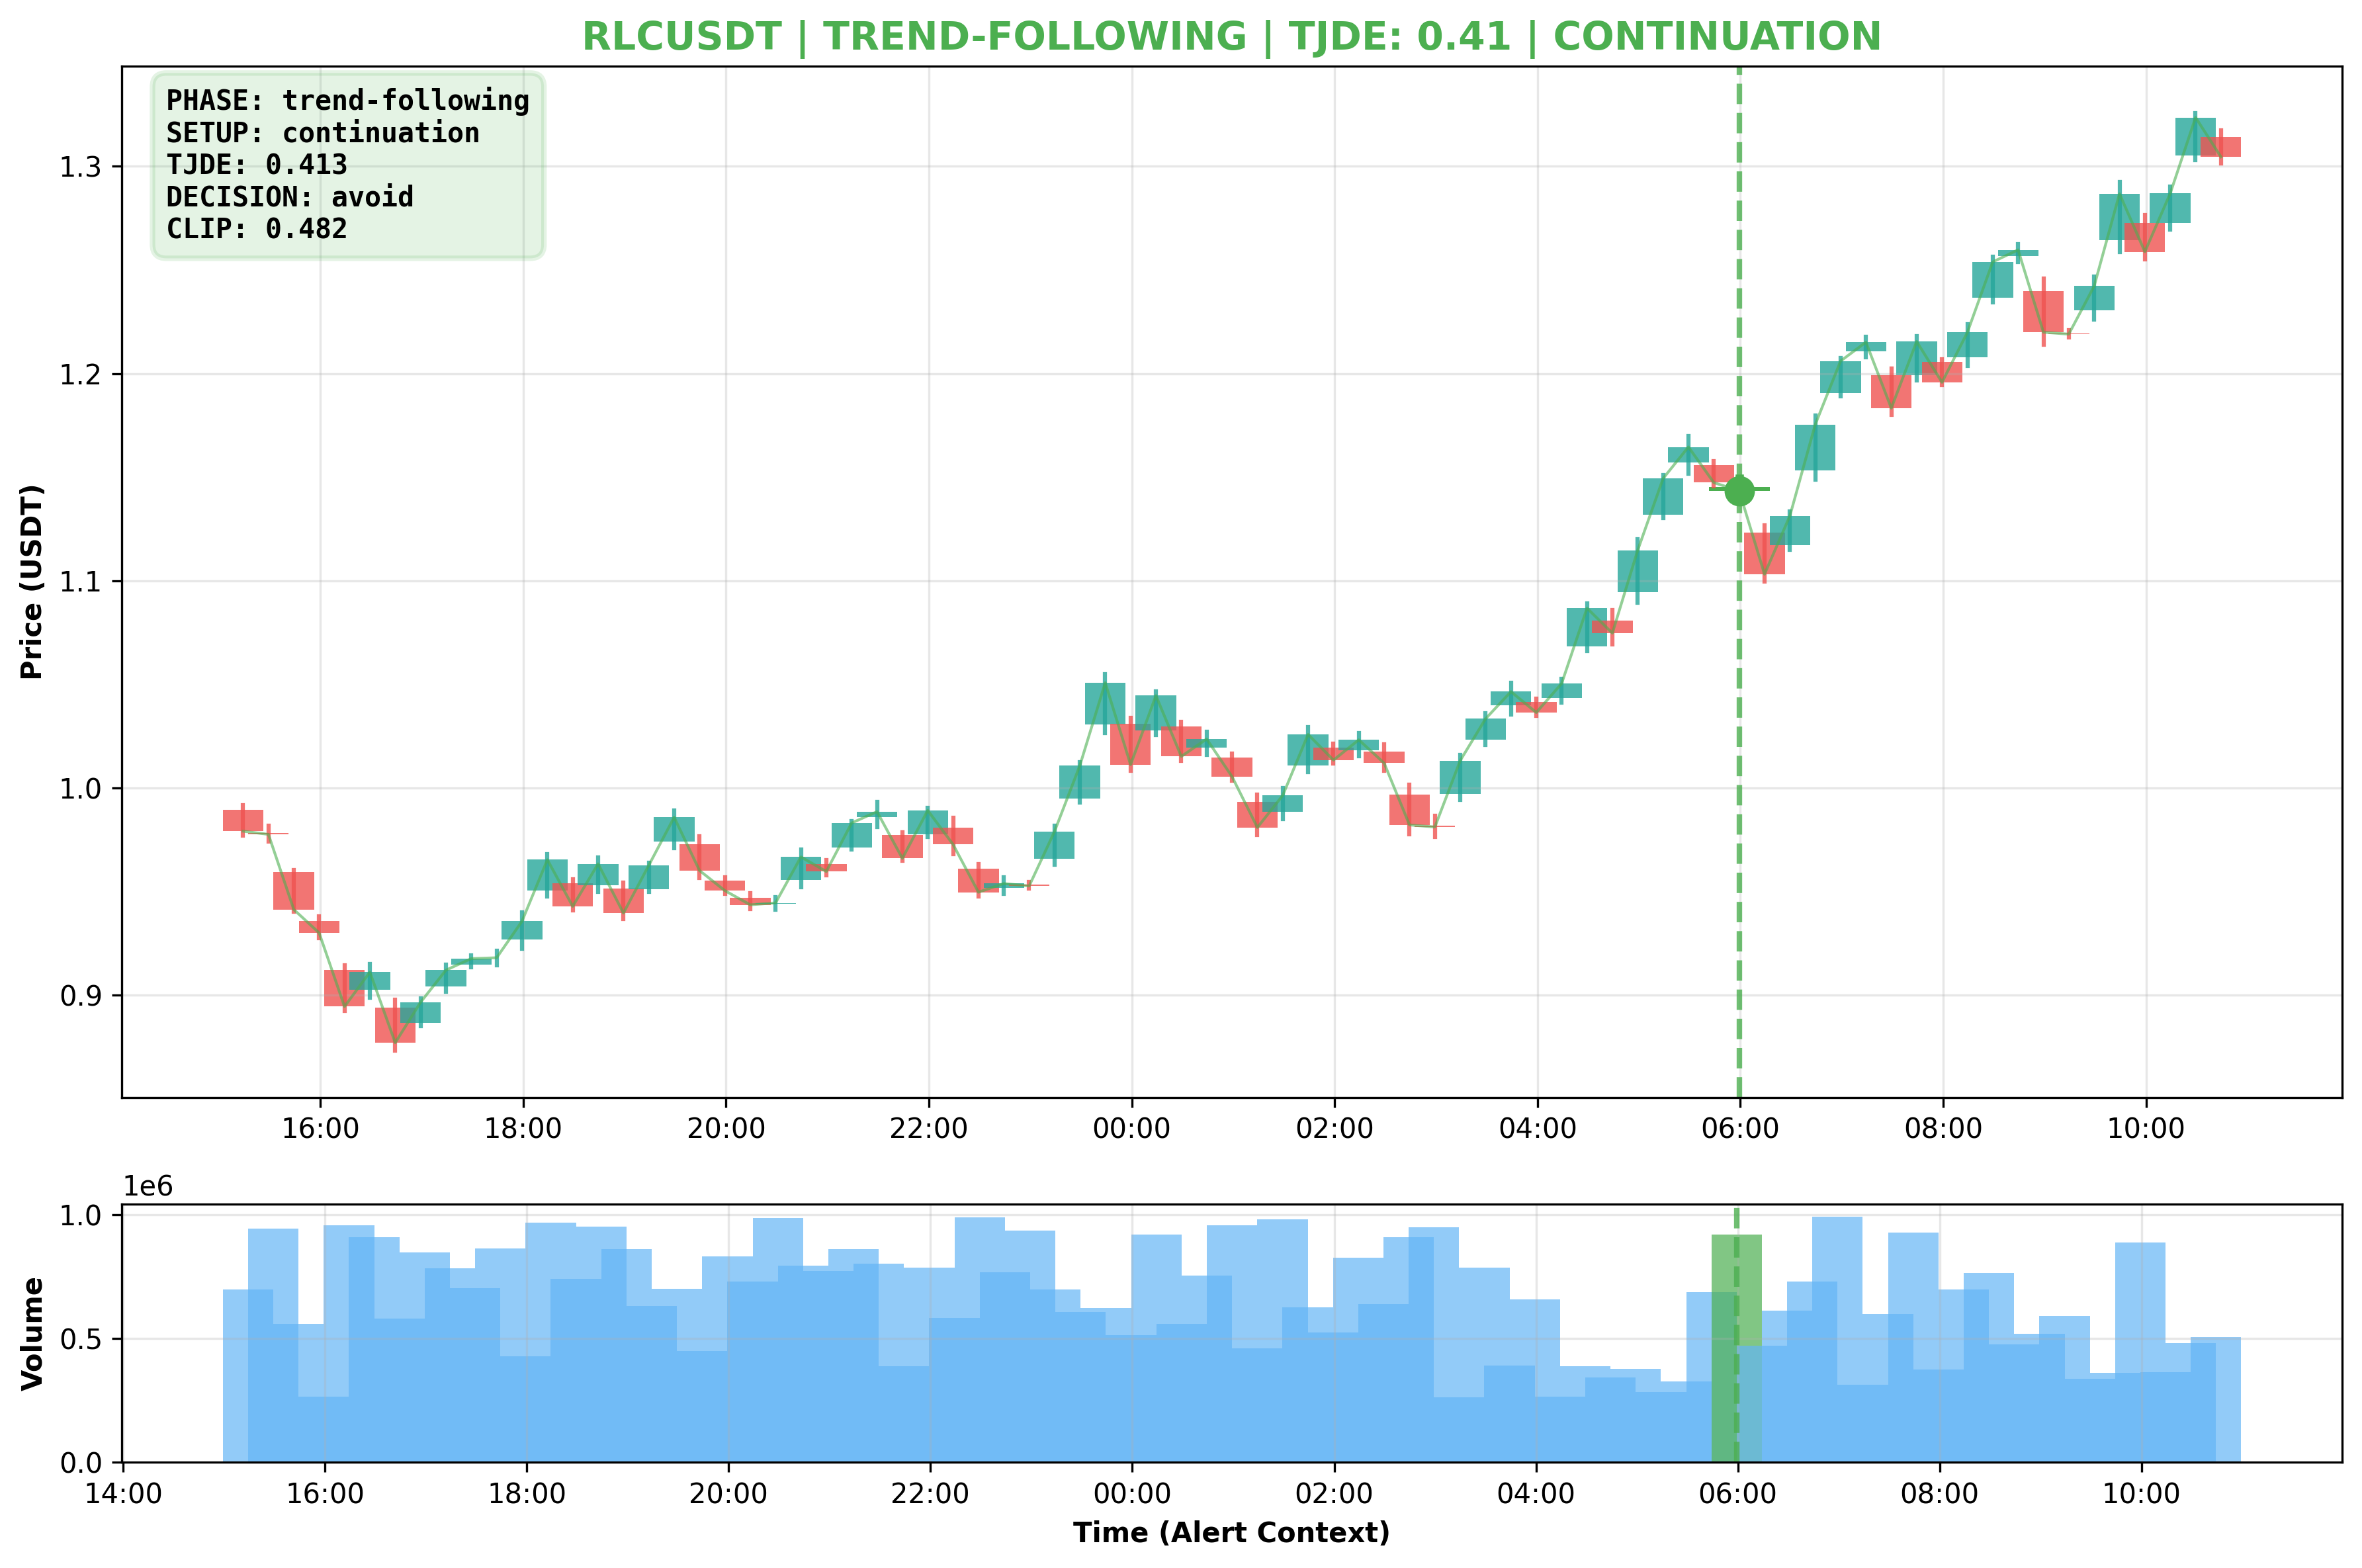 RLCUSDT | TREND-FOLLOWING | TJDE: 0.41 | CONTINUATION
PHASE: trend-following
SETUP: continuation
TJDE: 0.413
DECISION: avoid
CLIP: 0.482
Price (USDT)
1.3
1.2
1.1
1.0
0.9
16:00 18:00 20:00 22:00 00:00 02:00 04:00 06:00 08:00 10:00
1e6
Volume
1.0
0.5
0.0
14:00 16:00 18:00 20:00 22:00 00:00 02:00 04:00 06:00 08:00 10:00
Time (Alert Context)